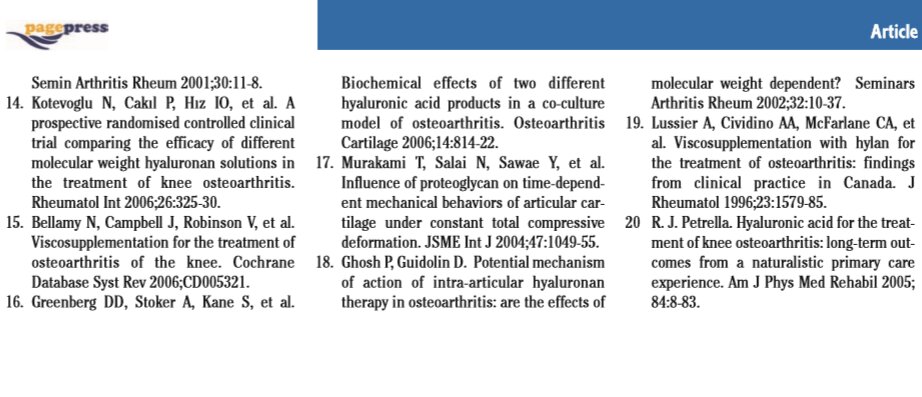 pagepress
Article
Semin Arthritis Rheum 2001;30:11-8.
14. Kotevoglu N, Cakıl P, Hız IO, et al. A
prospective randomised controlled clinical
trial comparing the efficacy of different
molecular weight hyaluronan solutions in
the treatment of knee osteoarthritis.
Rheumatol Int 2006;26:325-30.
15. Bellamy N, Campbell J, Robinson V, et al.
Viscosupplementation for the treatment of
osteoarthritis of the knee. Cochrane
Database Syst Rev 2006;CD005321.
16. Greenberg DD, Stoker A, Kane S, et al.
Biochemical effects of two different
hyaluronic acid products in a co-culture
model of osteoarthritis. Osteoarthritis
Cartilage 2006;14:814-22.
17. Murakami T, Salai N, Sawae Y, et al.
Influence of proteoglycan on time-depend-
ent mechanical behaviors of articular car-
tilage under constant total compressive
deformation. JSME Int J 2004;47:1049-55.
18. Ghosh P, Guidolin D. Potential mechanism
of action of intra-articular hyaluronan
therapy in osteoarthritis: are the effects of
molecular weight dependent? Seminars
Arthritis Rheum 2002;32:10-37.
19. Lussier A, Cividino AA, McFarlane CA, et
al. Viscosupplementation with hylan for
the treatment of osteoarthritis: findings
from clinical practice in Canada. J
Rheumatol 1996;23:1579-85.
20 R. J. Petrella. Hyaluronic acid for the treat-
ment of knee osteoarthritis: long-term out-
comes from a naturalistic primary care
experience. Am J Phys Med Rehabil 2005;
84:8-83.